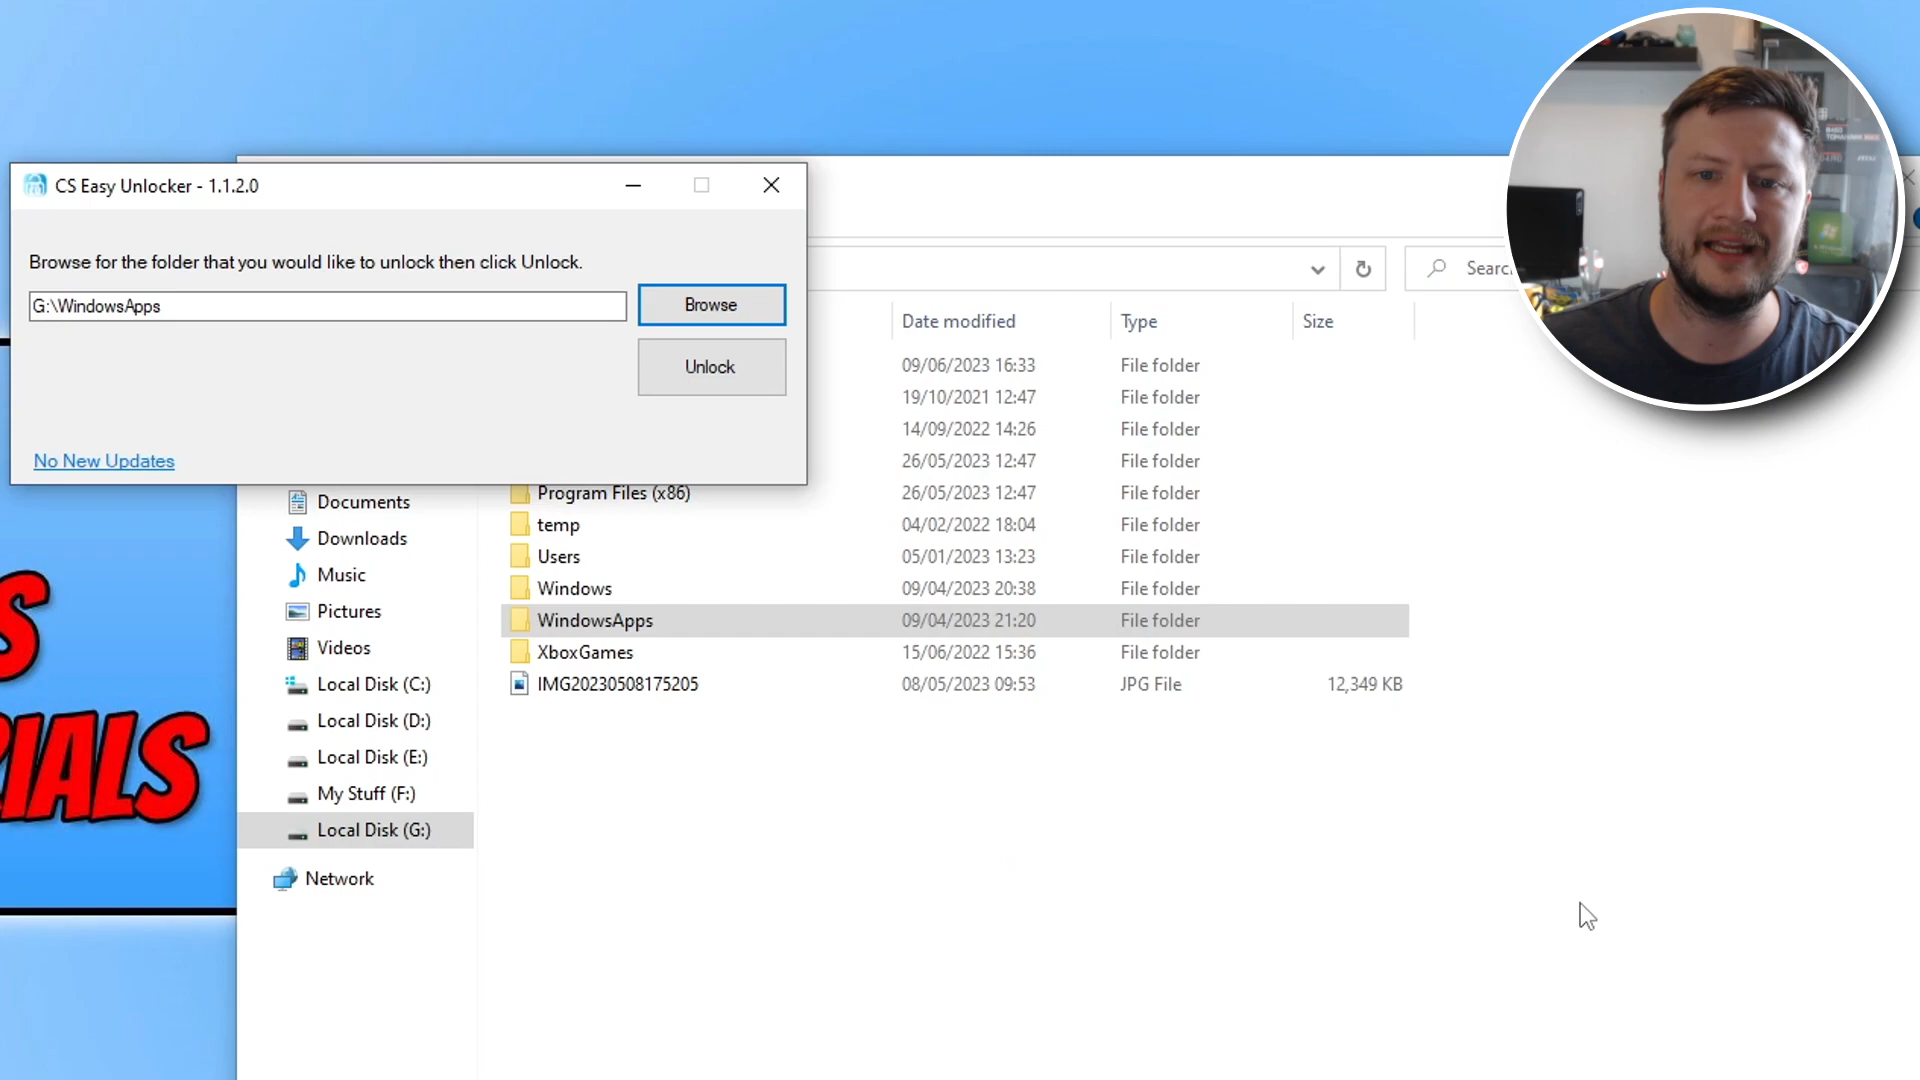 CS Easy Unlocker - 1.1.2.0
Browse for the folder that you would like to unlock then click Unlock.
G:\WindowsApps
Browse
Unlock
No New Updates
Date modified Type Size
09/06/2023 16:33 File folder
19/10/2021 12:47 File folder
14/09/2022 14:26 File folder
26/05/2023 12:47 File folder
Program Files (x86) 26/05/2023 12:47 File folder
temp 04/02/2022 18:04 File folder
Users 05/01/2023 13:23 File folder
Windows 09/04/2023 20:38 File folder
WindowsApps 09/04/2023 21:20 File folder
XboxGames 15/06/2022 15:36 File folder
IMG20230508175205 08/05/2023 09:53 JPG File 12,349 KB
Documents
Downloads
Music
Pictures
Videos
Local Disk (C:)
Local Disk (D:)
Local Disk (E:)
My Stuff (F:)
Local Disk (G:)
Network
Searc
S
RIALS